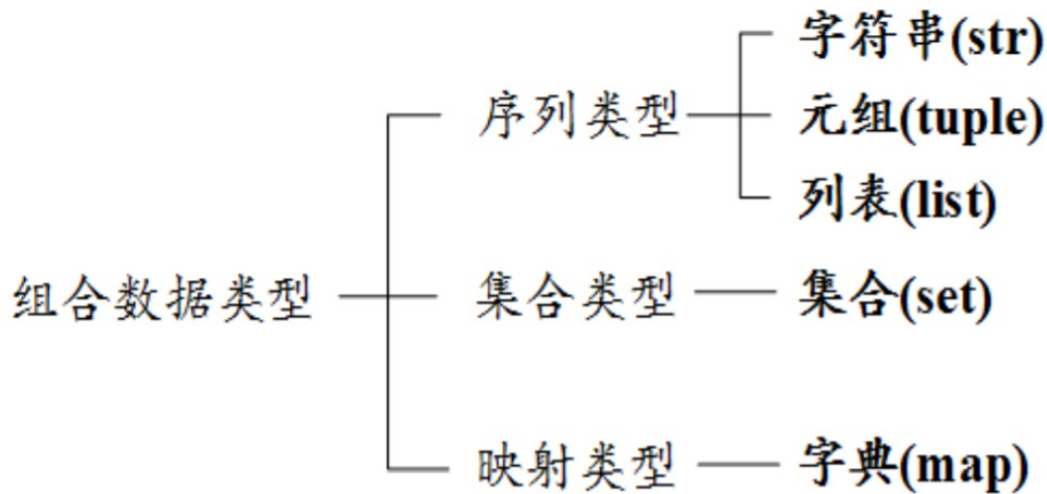 字符串(str)
序列类型
元组(tuple)
列表(list)
组合数据类型
集合类型
集合(set)
映射类型
字典(map)